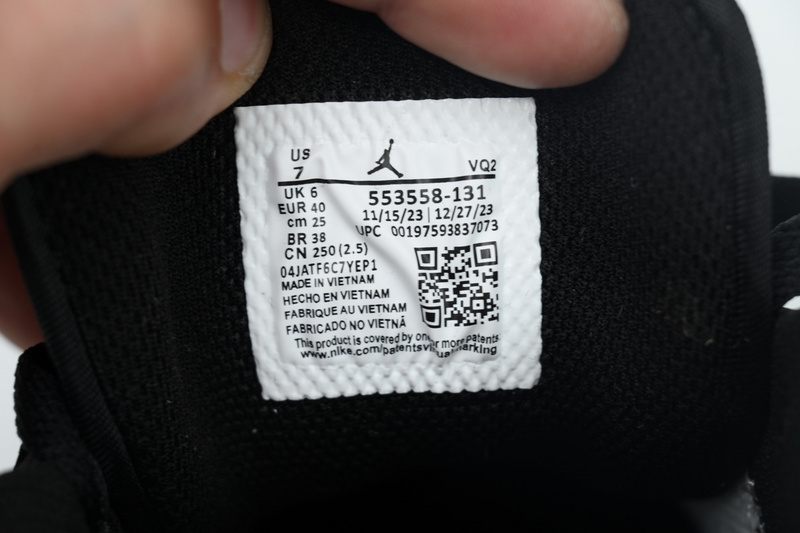 US
7
VQ2
UK 6
EUR 40
cm 25
BR 38
CN 250 (2.5)
553558-131
11/15/23 | 12/27/23
UPC 00197593837073
04JATF6C7YEP1
MADE IN VIETNAM
HECHO EN VIETNAM
FABRIQUE AU VIETNAM
FABRICADO NO VIETNÃ
This product is covered by one or more patents
www.nike.com/patentsvirtualmarking